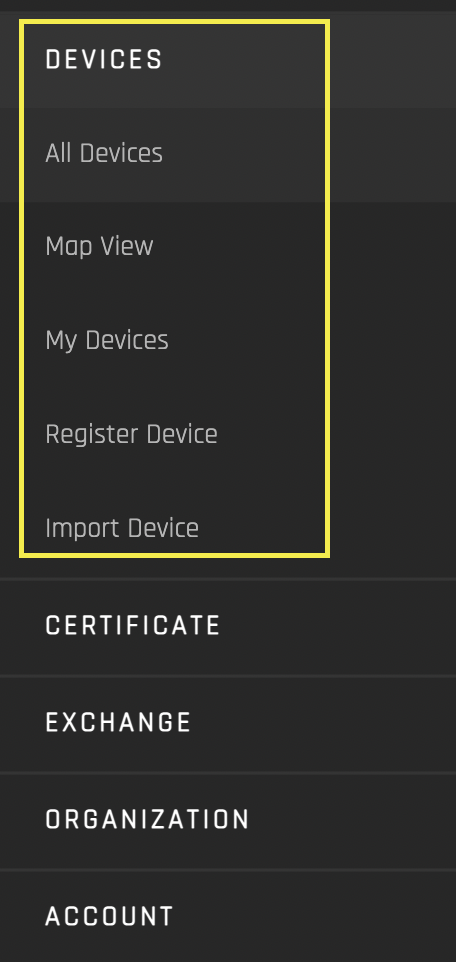 DEVICES
All Devices
Map View
My Devices
Register Device
Import Device
CERTIFICATE
EXCHANGE
ORGANIZATION
ACCOUNT